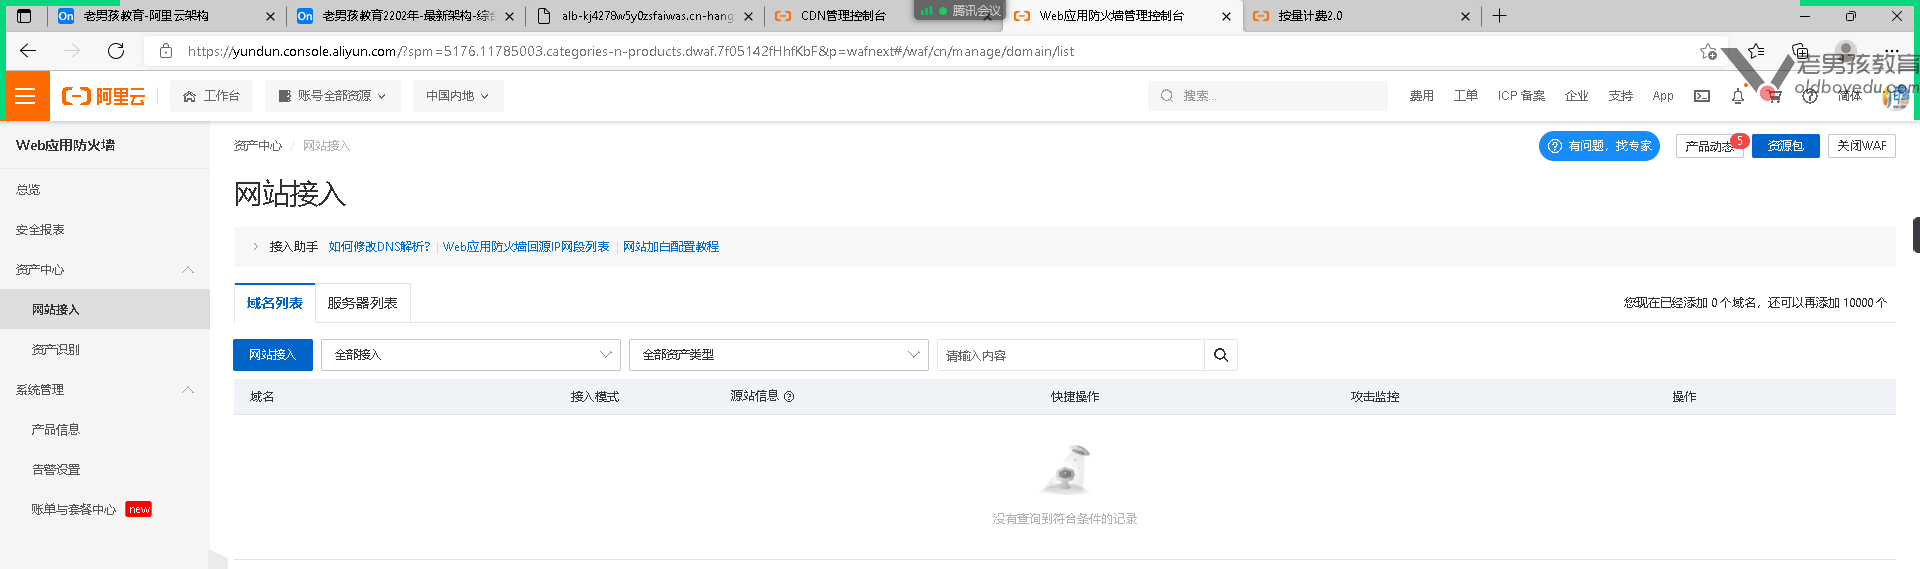 老男孩教育-阿里云架构
老男孩教育2202年-最新架构-综合
alb-kj4278w5y0zsfaiwas.cn-hang
CDN管理控制台
腾讯会议
Web应用防火墙管理控制台
按量计费2.0
https://yundun.console.aliyun.com/?spm=5176.11785003.categories-n-products.dwaf.7f05142fHhfKbF&p=wafnext#/waf/cn/manage/domain/list
老男孩教育
oldboyedu.com
阿里云
工作台
账号全部资源
中国内地
搜索...
费用
工单
ICP 备案
企业
支持
App
简体
Web应用防火墙
总览
安全报表
资产中心
网站接入
资产识别
系统管理
产品信息
告警设置
账单与套餐中心 new
资产中心 / 网站接入
有问题，找专家
产品动态 5
资源包
关闭WAF
网站接入
接入助手 如何修改DNS解析? Web应用防火墙回源IP网段列表 网站加白配置教程
域名列表 服务器列表
您现在已经添加 0 个域名，还可以再添加 10000 个
网站接入 全部接入 全部资产类型 请输入内容
域名 接入模式 源站信息 快捷操作 攻击监控 操作
没有查询到符合条件的记录